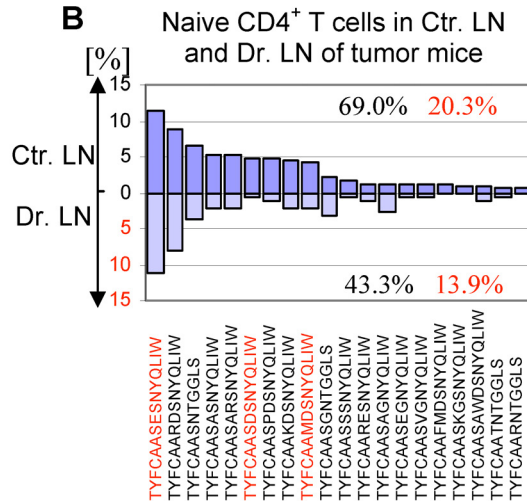 B
Naive CD4+ T cells in Ctr. LN
and Dr. LN of tumor mice
[%]
15
69.0% 20.3%
10
Ctr. LN
5
0
Dr. LN
5
10
43.3% 13.9%
15
TYFCAASESNYQLIW
TYFCAARDSNYQLIW
TYFCAASNTGGLS
TYFCAASASNYQLIW
TYFCAASARSNYQLIW
TYFCAASDSNYQLIW
TYFCAASPDSNYQLIW
TYFCAAKDSNYQLIW
TYFCAAMDSNYQLIW
TYFCAASGNTGGLS
TYFCAASSSNYQLIW
TYFCAARESNYQLIW
TYFCAASAGNYQLIW
TYFCAASEGNYQLIW
TYFCAASVGNYQLIW
TYFCAAFMDSNYQLIW
TYFCAASKGSNYQLIW
TYFCAASAWDSNYQLIW
TYFCAATNTGGLS
TYFCAARNTGGLS